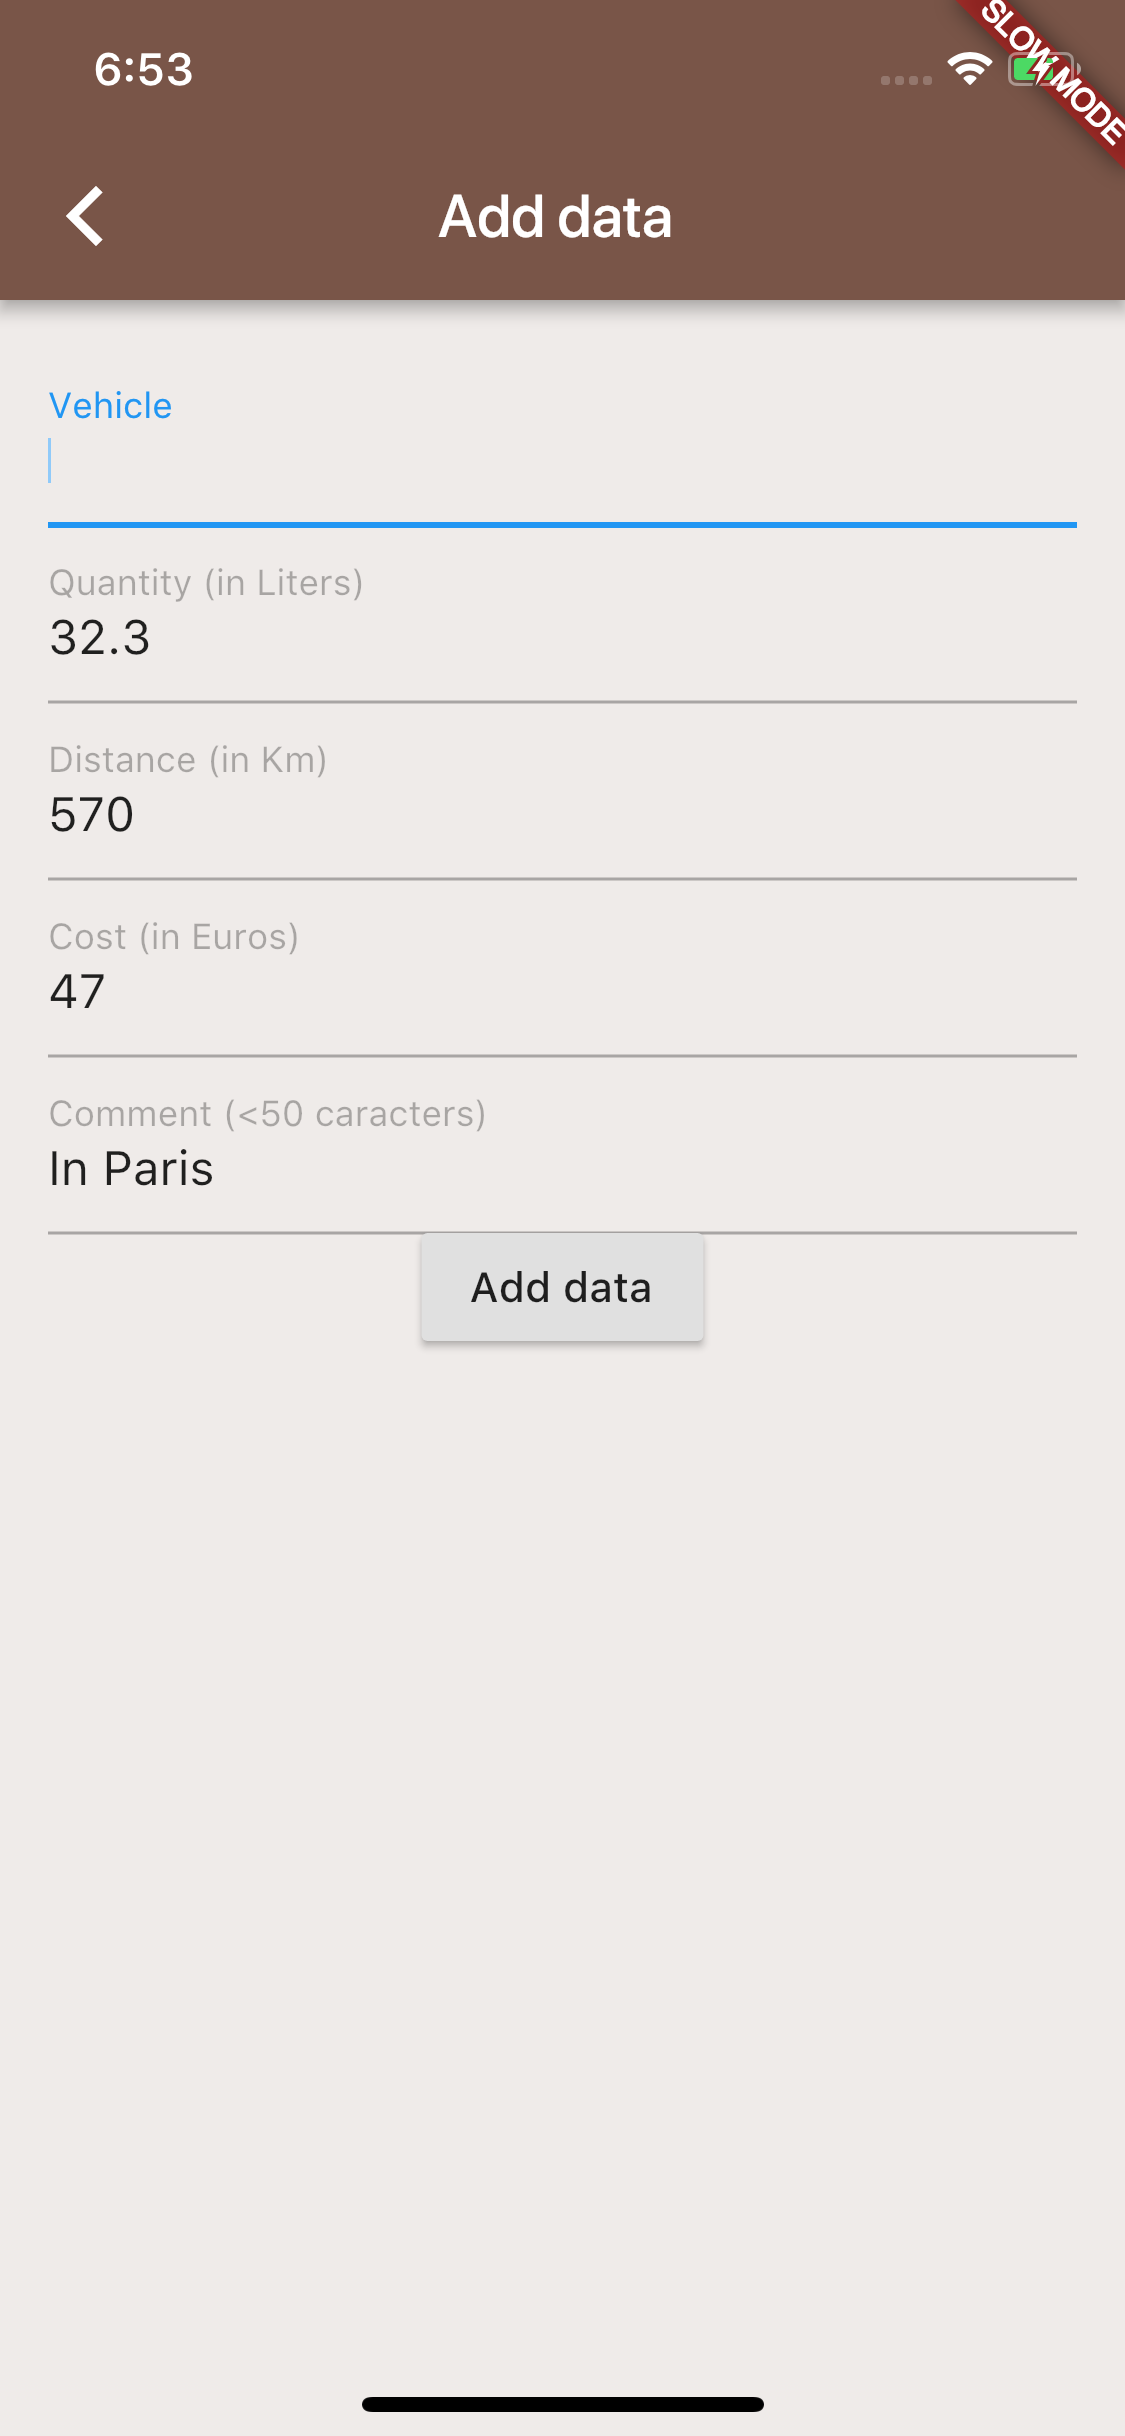 6:53
SLOW MODE
Add data
Vehicle
Quantity (in Liters)
32.3
Distance (in Km)
570
Cost (in Euros)
47
Comment (<50 caracters)
In Paris
Add data